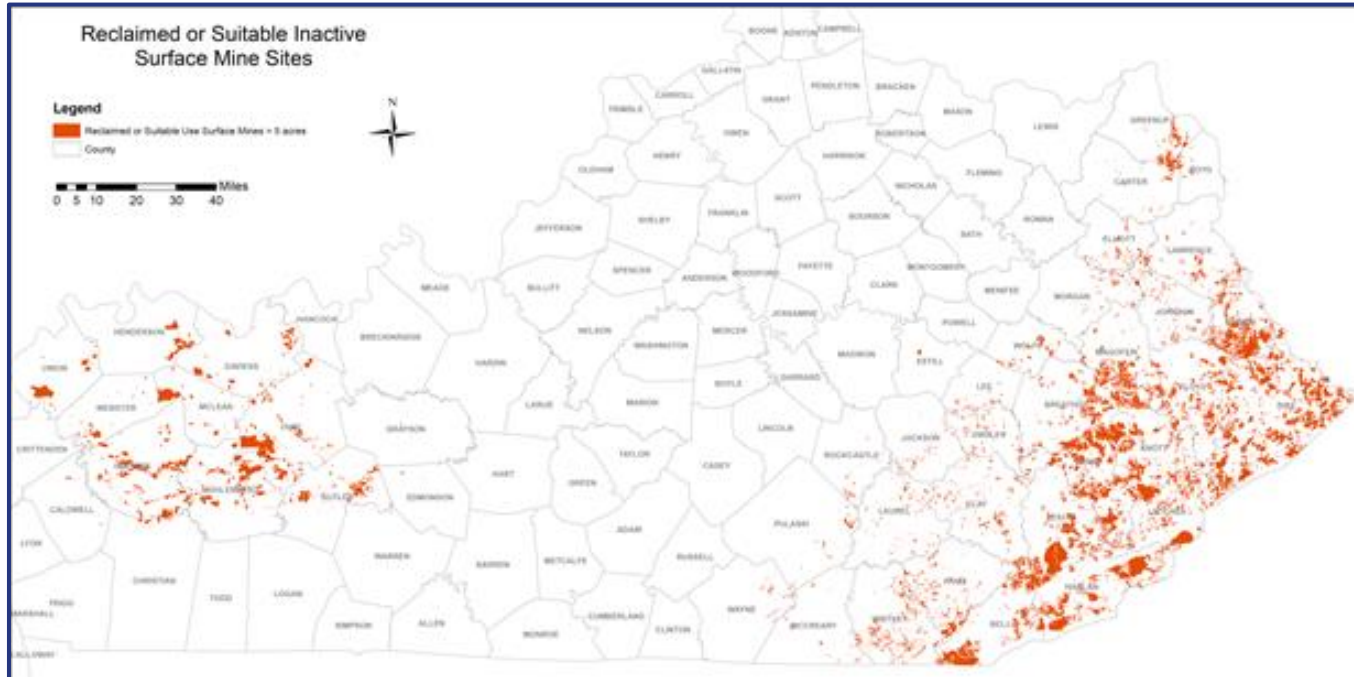 Reclaimed or Suitable Inactive
Surface Mine Sites
Legend
Reclaimed or Suitable Use Surface Mines > 5 acres
County
N
Miles
0 5 10 20 30 40
BOONE KENTON CAMPBELL
GALLATIN
CARROLL GRANT PENDLETON BRACKEN
TRIMBLE MASON
OWEN LEWIS GREENUP
ROBERTSON
HENRY HARRISON
OLDHAM FLEMING BOYD
CARTER
NICHOLAS
SCOTT
SHELBY FRANKLIN BOURBON ROWAN
JEFFERSON BATH
ELLIOTT LAWRENCE
SPENCER ANDERSON WOODFORD FAYETTE MONTGOMERY
CLARK
MEADE BULLITT MENIFEE MORGAN
HANCOCK JESSAMINE JOHNSON
HENDERSON BRECKINRIDGE NELSON MERCER POWELL
WASHINGTON MADISON
UNION DAVIESS HARDIN ESTILL MAGOFFIN
BOYLE GARRARD LEE
WEBSTER MCLEAN LARUE MARION
GRAYSON LINCOLN
CRITTENDEN JACKSON OWSLEY KNOTT
TAYLOR ROCKCASTLE
HART GREEN CASEY
BUTLER EDMONSON
CALDWELL LAUREL CLAY
ADAIR PULASKI
LYON WARREN
BARREN METCALFE RUSSELL
CHRISTIAN
TODD LOGAN HARLAN
TRIGG WAYNE
MARSHALL CUMBERLAND
SIMPSON ALLEN MONROE CLINTON MCCREARY WHITLEY BELL
CALLOWAY